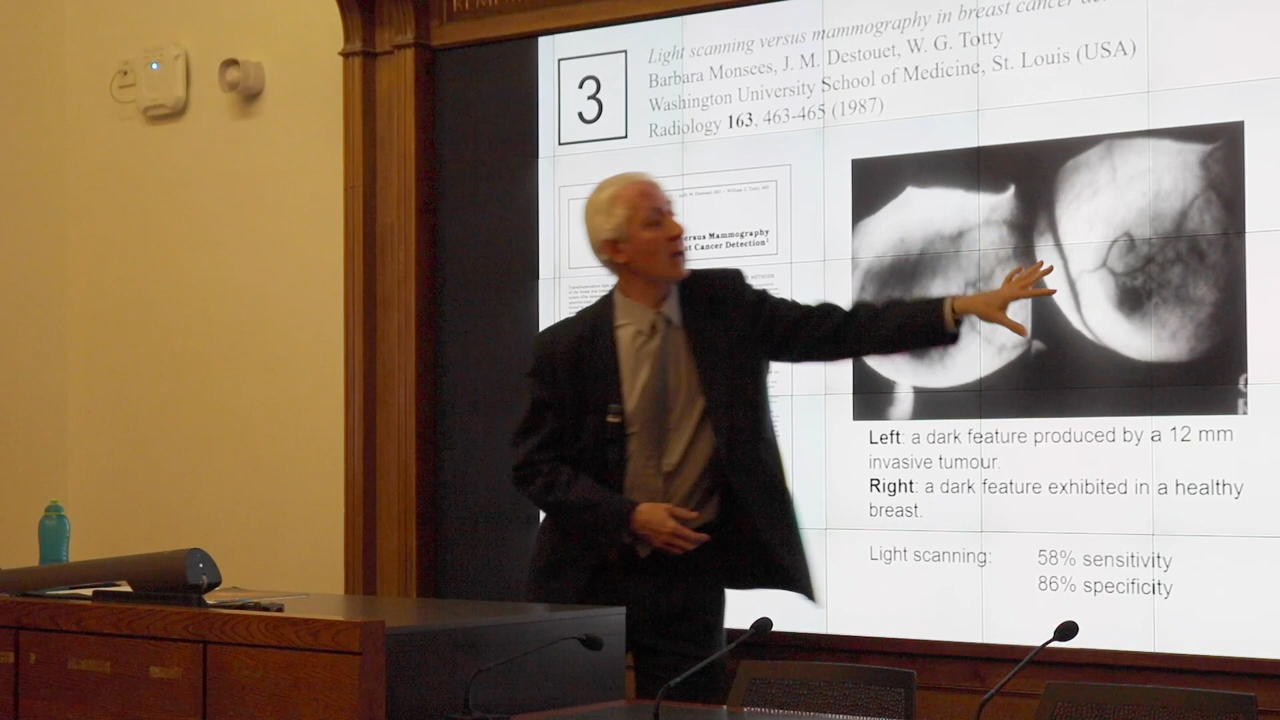 Light scanning versus mammography in breast cancer
3
Barbara Monsees, J. M. Destouet, W. G. Totty
Washington University School of Medicine, St. Louis (USA)
Radiology 163, 463-465 (1987)
ersus Mammography
st Cancer Detection¹
Left: a dark feature produced by a 12 mm
invasive tumour.
Right: a dark feature exhibited in a healthy
breast.
Light scanning: 58% sensitivity
86% specificity